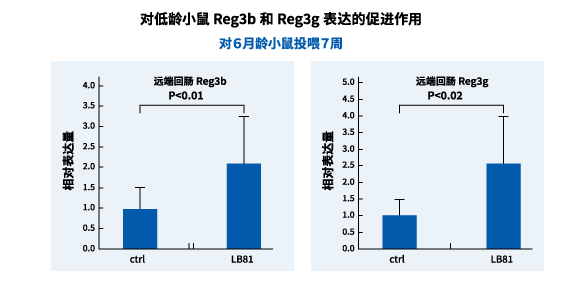 对低龄小鼠 Reg3b 和 Reg3g 表达的促进作用
对6月龄小鼠投喂7周
远端回肠 Reg3b
P<0.01
相对表达量
4.0
3.5
3.0
2.5
2.0
1.5
1.0
0.5
0.0
ctrl
LB81
远端回肠 Reg3g
P<0.02
相对表达量
5.0
4.5
4.0
3.5
3.0
2.5
2.0
1.5
1.0
0.5
0.0
ctrl
LB81